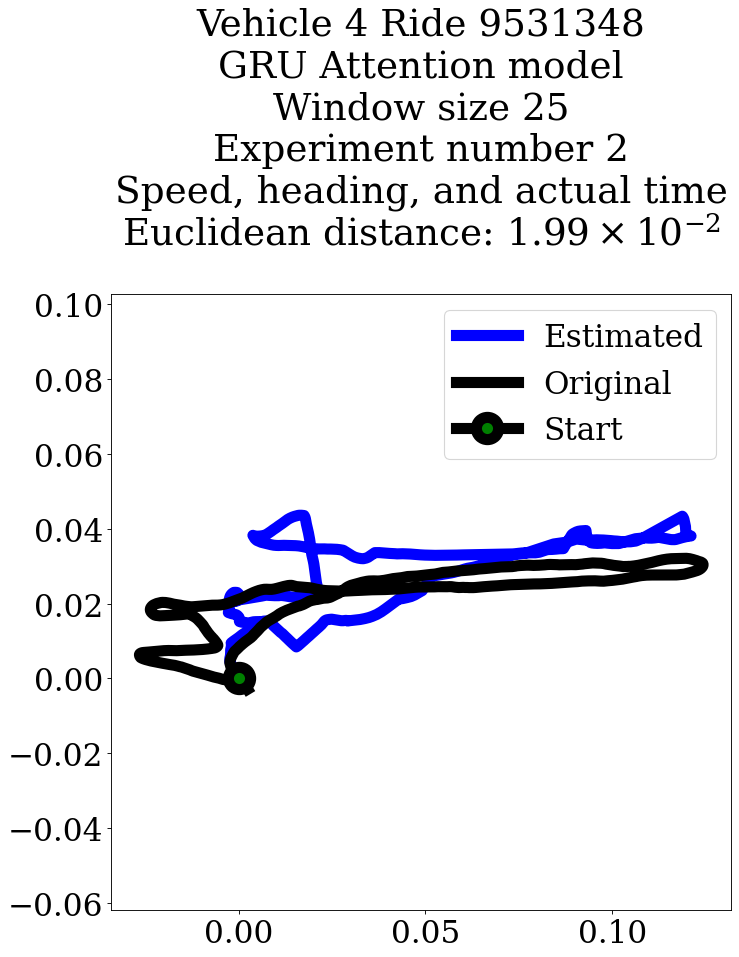 Vehicle 4 Ride 9531348
GRU Attention model
Window size 25
Experiment number 2
Speed, heading, and actual time
Euclidean distance: 1.99 × 10⁻²
Estimated
Original
Start
0.10
0.08
0.06
0.04
0.02
0.00
−0.02
−0.04
−0.06
0.00 0.05 0.10